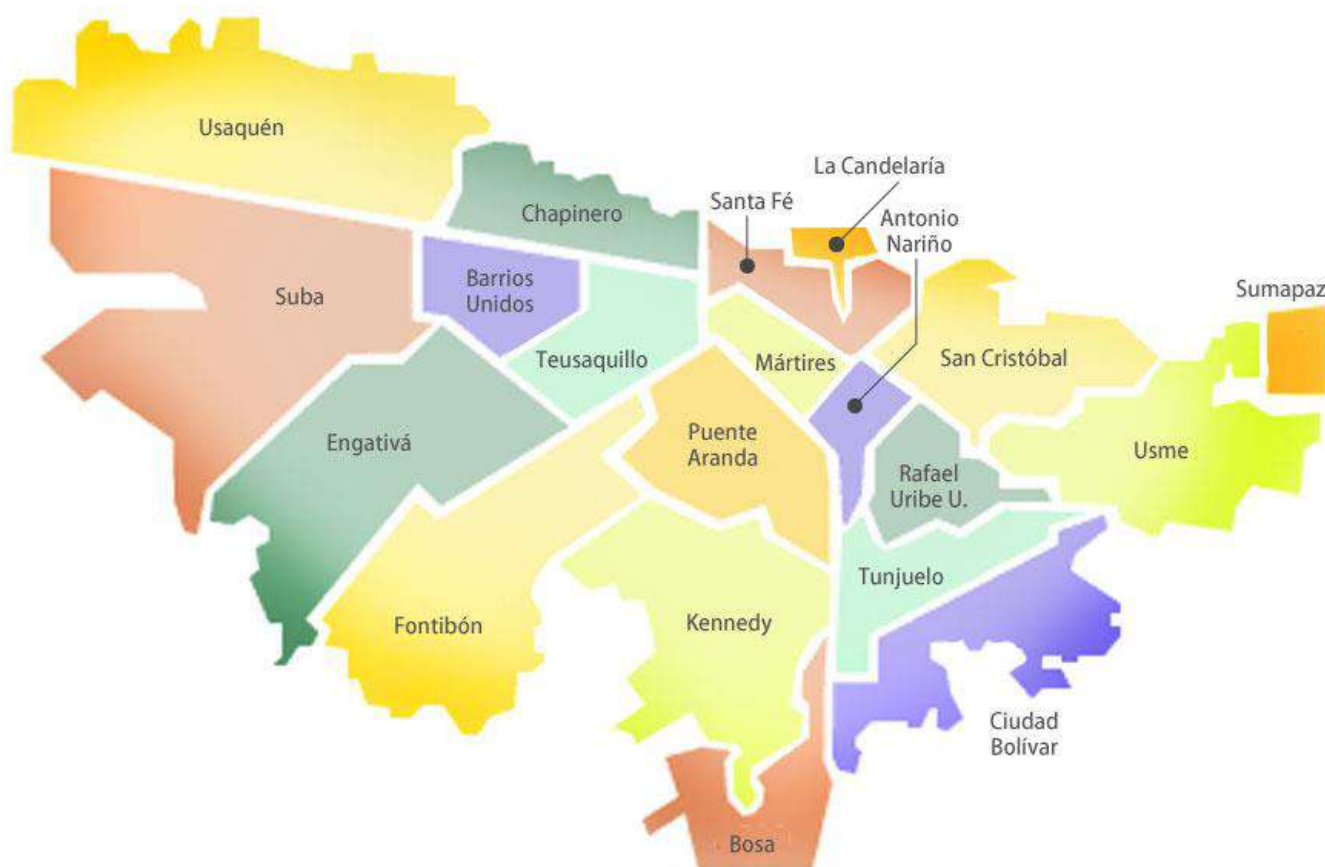 Usaquén
La Candelaría
Santa Fé
Antonio
Nariño
Chapinero
Barrios
Unidos
Suba
Sumapaz
Teusaquillo
Mártires
San Cristóbal
Engativá
Puente
Aranda
Usme
Rafael
Uribe U.
Tunjuelo
Fontibón
Kennedy
Ciudad
Bolívar
Bosa